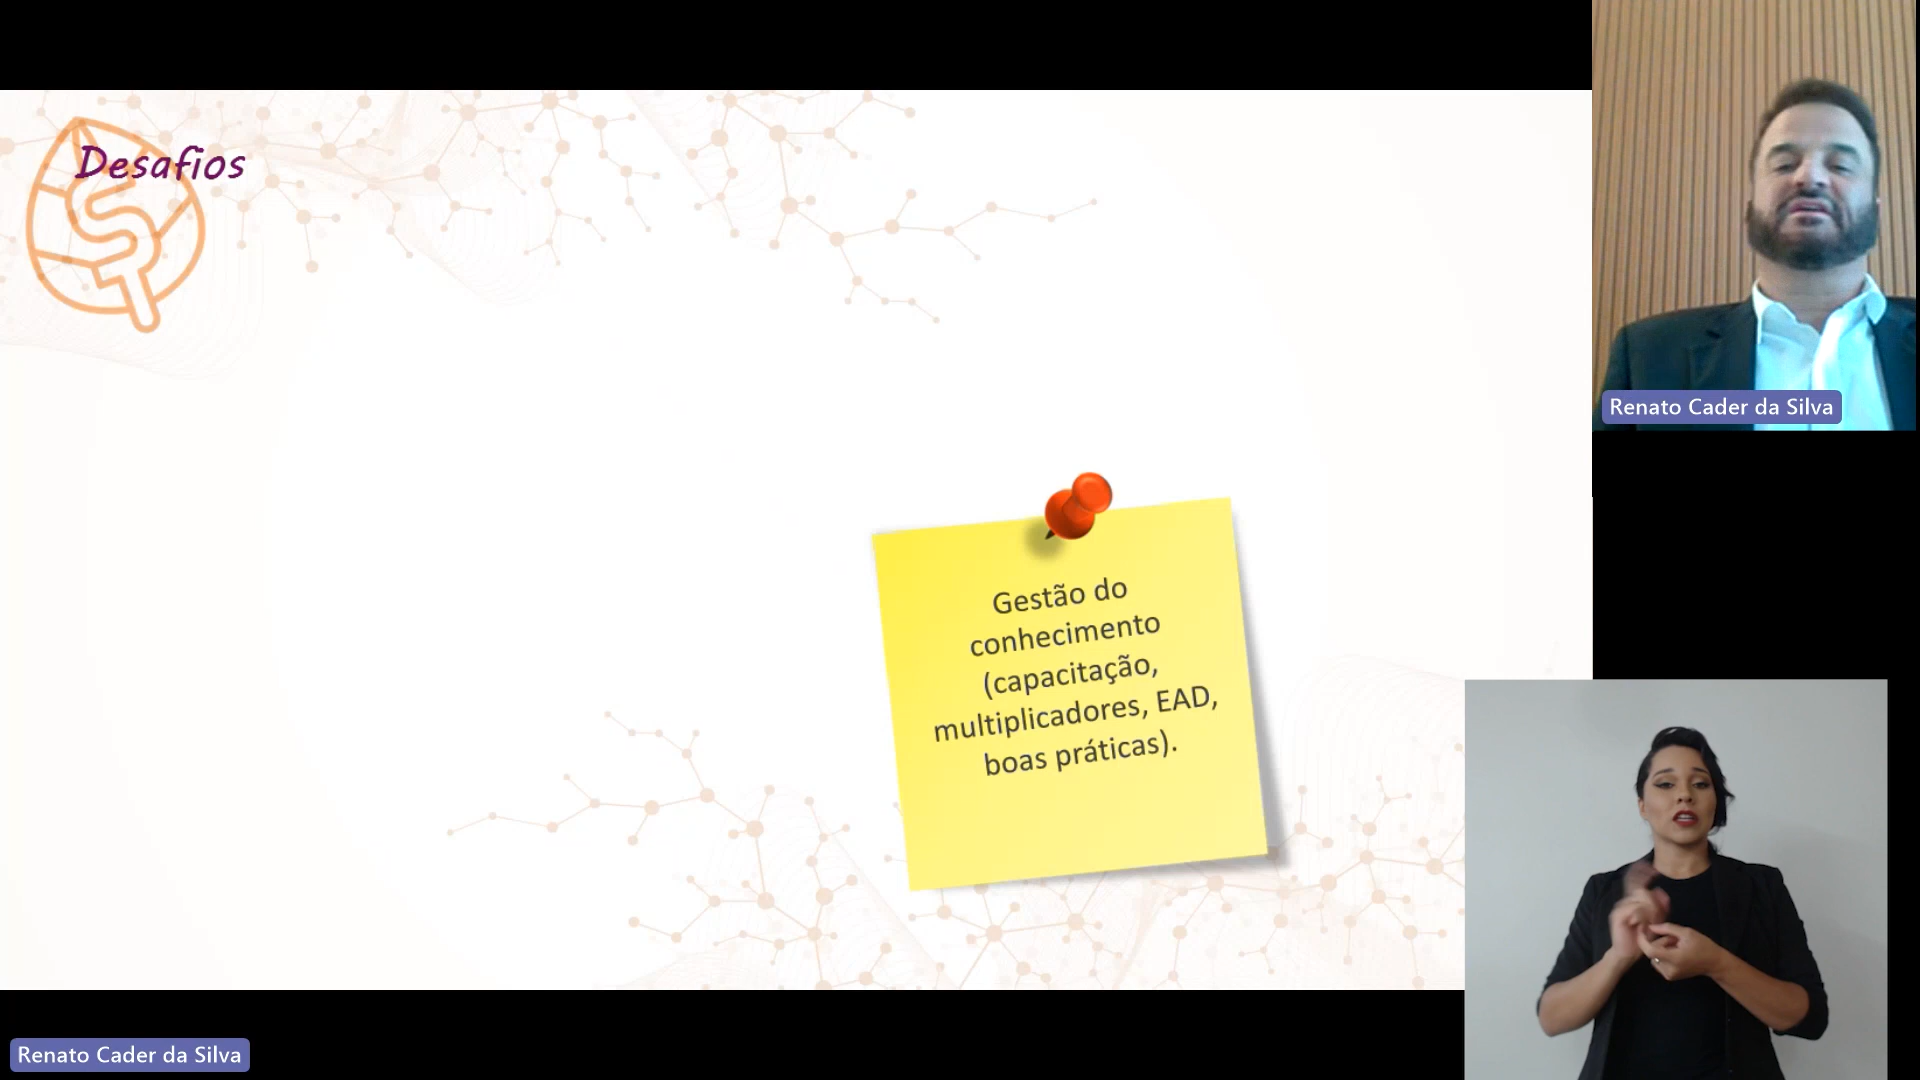 Desafios
Gestão do
conhecimento
(capacitação,
multiplicadores, EAD,
boas práticas).
Renato Cader da Silva
Renato Cader da Silva